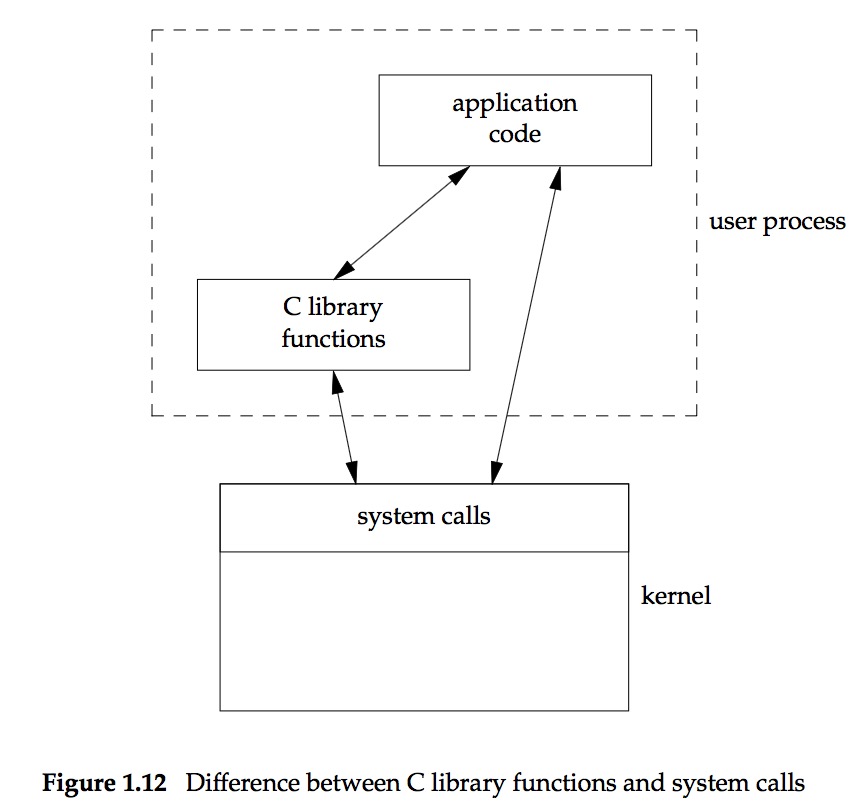 application
code
user process
C library
functions
system calls
kernel
Figure 1.12 Difference between C library functions and system calls